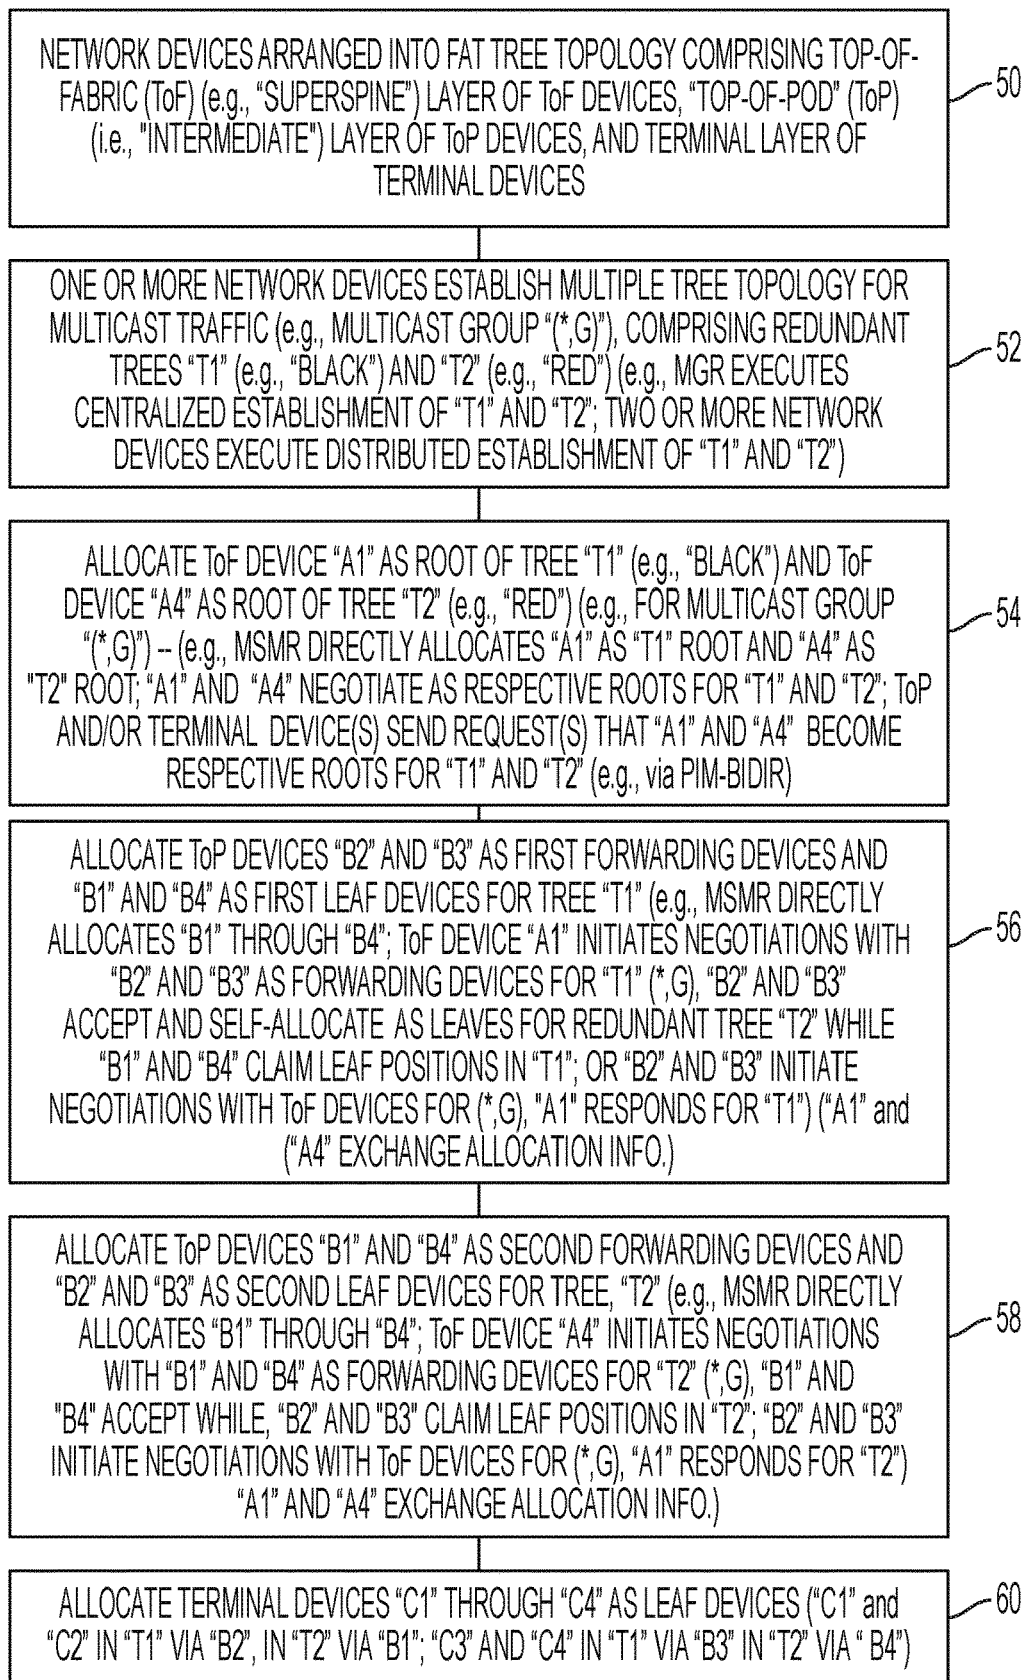 NETWORK DEVICES ARRANGED INTO FAT TREE TOPOLOGY COMPRISING TOP-OF-
FABRIC (ToF) (e.g., “SUPERSPINE”) LAYER OF ToF DEVICES, “TOP-OF-POD” (ToP)
(i.e., "INTERMEDIATE") LAYER OF ToP DEVICES, AND TERMINAL LAYER OF
TERMINAL DEVICES
50
ONE OR MORE NETWORK DEVICES ESTABLISH MULTIPLE TREE TOPOLOGY FOR
MULTICAST TRAFFIC (e.g., MULTICAST GROUP “(*,G)”), COMPRISING REDUNDANT
TREES “T1” (e.g., “BLACK”) AND “T2” (e.g., “RED”) (e.g., MGR EXECUTES
CENTRALIZED ESTABLISHMENT OF “T1” AND “T2”; TWO OR MORE NETWORK
DEVICES EXECUTE DISTRIBUTED ESTABLISHMENT OF “T1” AND “T2”)
52
ALLOCATE ToF DEVICE “A1” AS ROOT OF TREE “T1” (e.g., “BLACK”) AND ToF
DEVICE “A4” AS ROOT OF TREE “T2” (e.g., “RED”) (e.g., FOR MULTICAST GROUP
“(*,G)”) -- (e.g., MSMR DIRECTLY ALLOCATES “A1” AS “T1” ROOT AND “A4” AS
"T2" ROOT; “A1” AND “A4” NEGOTIATE AS RESPECTIVE ROOTS FOR “T1” AND “T2”; ToP
AND/OR TERMINAL DEVICE(S) SEND REQUEST(S) THAT “A1” AND “A4” BECOME
RESPECTIVE ROOTS FOR “T1” AND “T2” (e.g., via PIM-BIDIR)
54
ALLOCATE ToP DEVICES “B2” AND “B3” AS FIRST FORWARDING DEVICES AND
“B1” AND “B4” AS FIRST LEAF DEVICES FOR TREE “T1” (e.g., MSMR DIRECTLY
ALLOCATES “B1” THROUGH “B4”; ToF DEVICE “A1” INITIATES NEGOTIATIONS WITH
“B2” AND “B3” AS FORWARDING DEVICES FOR “T1” (*,G), “B2” AND “B3”
ACCEPT AND SELF-ALLOCATE AS LEAVES FOR REDUNDANT TREE “T2” WHILE
“B1” AND “B4” CLAIM LEAF POSITIONS IN “T1”; OR “B2” AND “B3” INITIATE
NEGOTIATIONS WITH ToF DEVICES FOR (*,G), "A1" RESPONDS FOR “T1”) (“A1” and
(“A4” EXCHANGE ALLOCATION INFO.)
56
ALLOCATE ToP DEVICES “B1” AND “B4” AS SECOND FORWARDING DEVICES AND
“B2” AND “B3” AS SECOND LEAF DEVICES FOR TREE, “T2” (e.g., MSMR DIRECTLY
ALLOCATES “B1” THROUGH “B4”; ToF DEVICE “A4” INITIATES NEGOTIATIONS
WITH “B1” AND “B4” AS FORWARDING DEVICES FOR “T2” (*,G), “B1” AND
"B4" ACCEPT WHILE, “B2” AND "B3" CLAIM LEAF POSITIONS IN “T2”; “B2” AND “B3”
INITIATE NEGOTIATIONS WITH ToF DEVICES FOR (*,G), “A1” RESPONDS FOR “T2”)
“A1” AND “A4” EXCHANGE ALLOCATION INFO.)
58
ALLOCATE TERMINAL DEVICES “C1” THROUGH “C4” AS LEAF DEVICES (“C1” and
“C2” IN “T1” VIA “B2”, IN “T2” VIA “B1”; “C3” AND “C4” IN “T1” VIA “B3” IN “T2” VIA “ B4”)
60